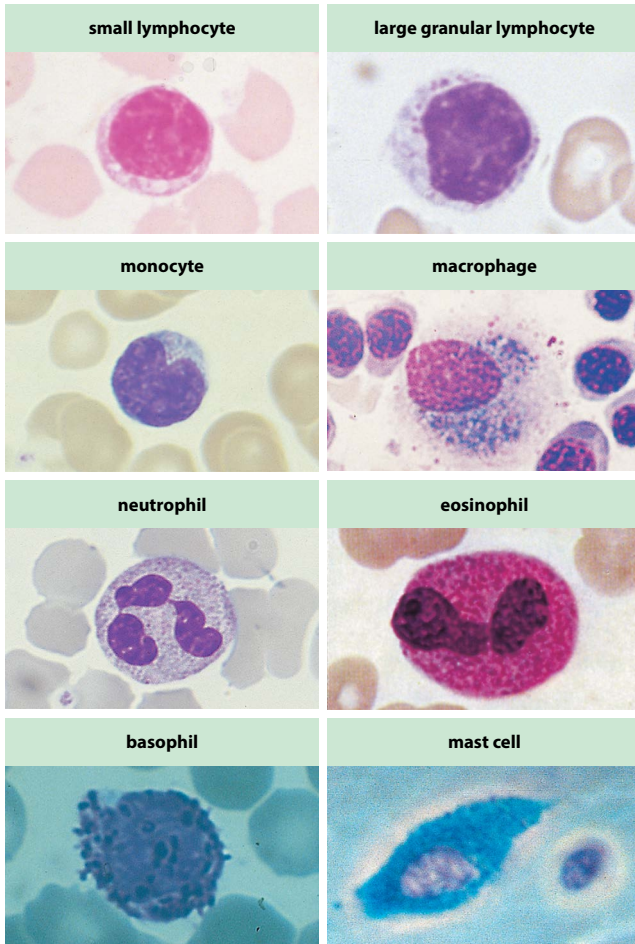 small lymphocyte
large granular lymphocyte
monocyte
macrophage
neutrophil
eosinophil
basophil
mast cell